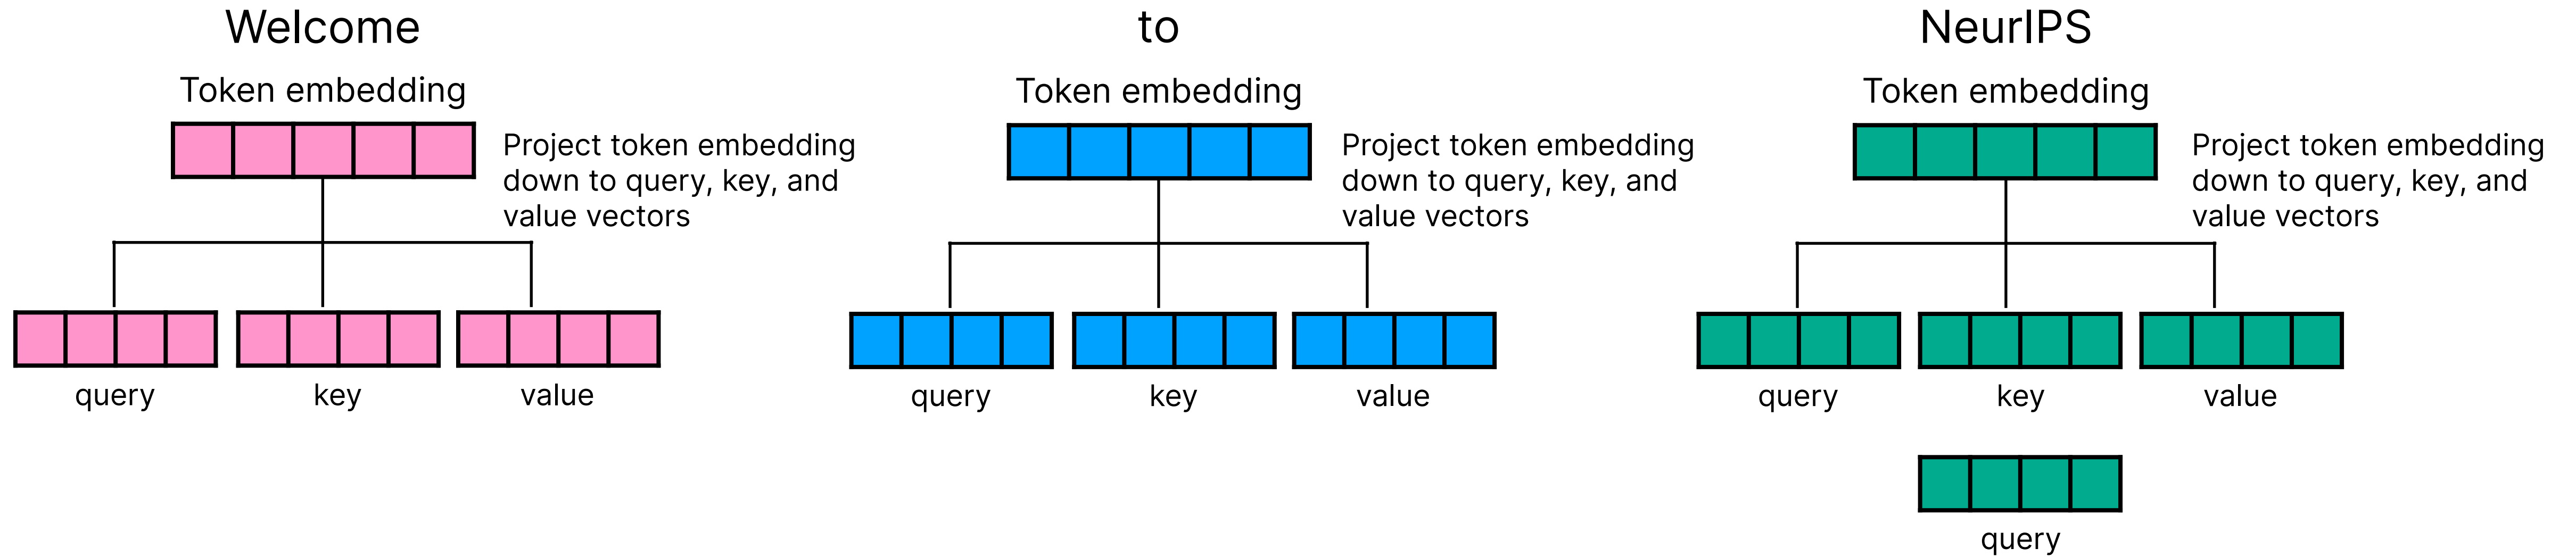 Welcome
Token embedding
Project token embedding
down to query, key, and
value vectors
query
key
value
to
Token embedding
Project token embedding
down to query, key, and
value vectors
query
key
value
NeurIPS
Token embedding
Project token embedding
down to query, key, and
value vectors
query
key
value
query